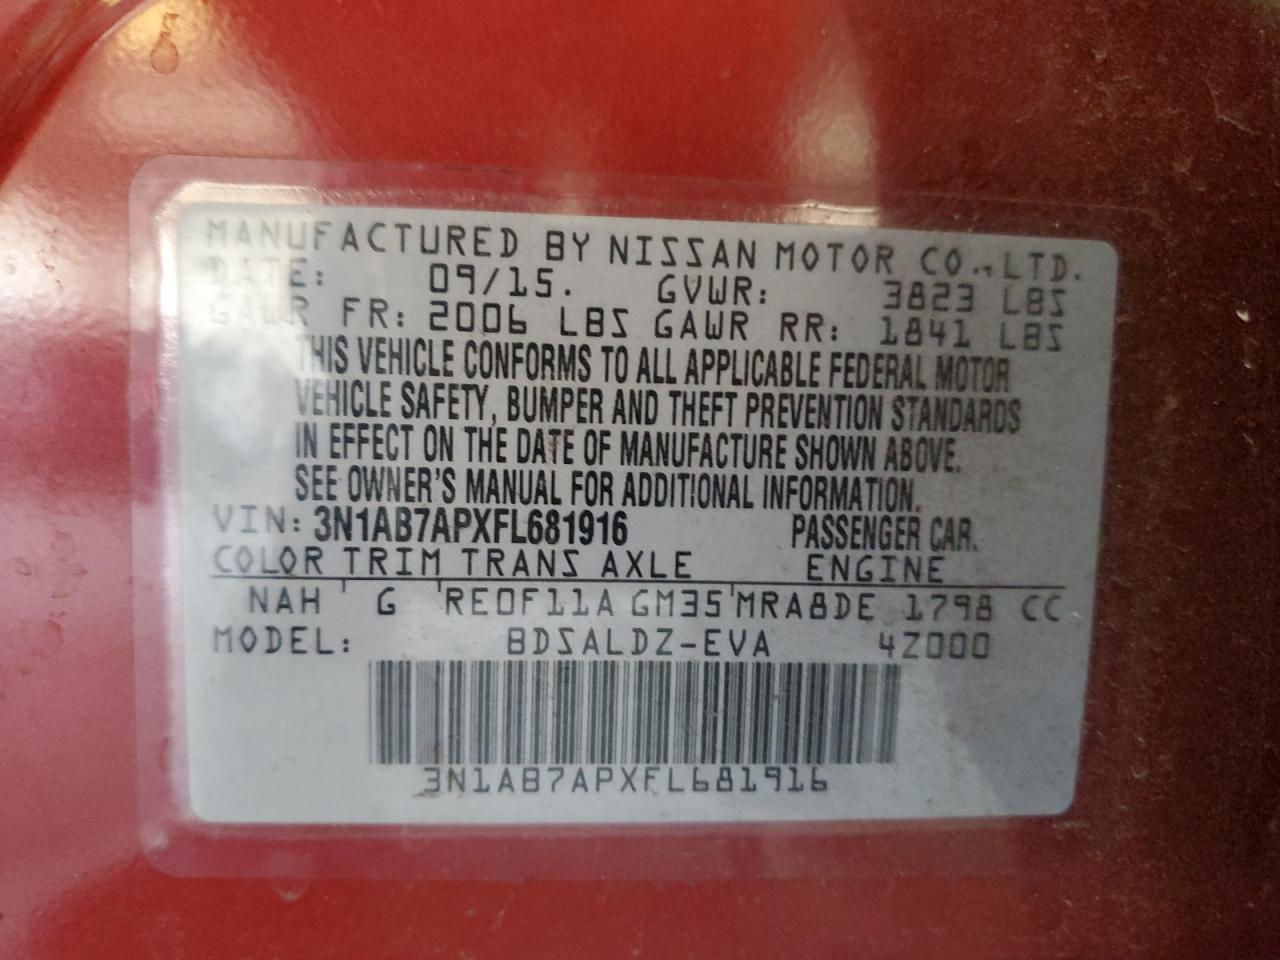 MANUFACTURED BY NISSAN MOTOR CO., LTD.
DATE: 09/15. GVWR: 3823 LBS
GAWR FR: 2006 LBS GAWR RR: 1841 LBS
THIS VEHICLE CONFORMS TO ALL APPLICABLE FEDERAL MOTOR
VEHICLE SAFETY, BUMPER AND THEFT PREVENTION STANDARDS
IN EFFECT ON THE DATE OF MANUFACTURE SHOWN ABOVE.
SEE OWNER'S MANUAL FOR ADDITIONAL INFORMATION.
VIN: 3N1AB7APXFL681916 PASSENGER CAR.
COLOR TRIM TRANS AXLE ENGINE
NAH G RE0F11A GM35 MRA8DE 1798 CC
MODEL: BDSALDZ-EVA 4Z000
3N1AB7APXFL681916